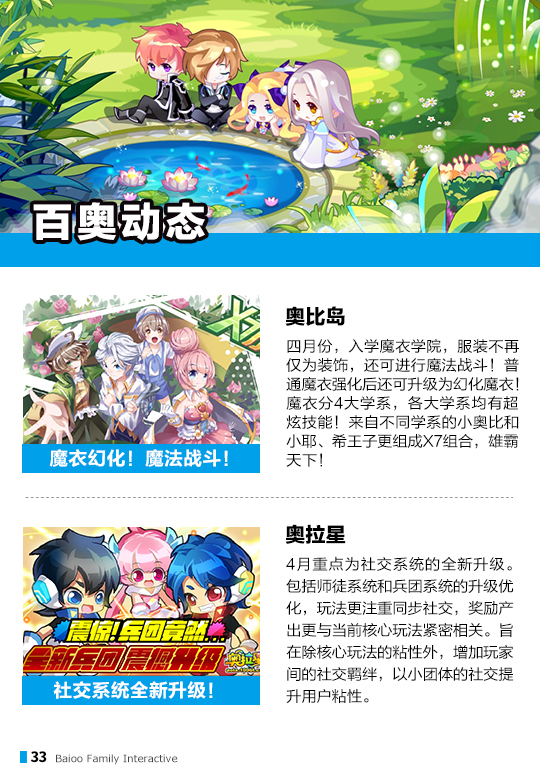 百奥动态
魔衣幻化！魔法战斗！
奥比岛
四月份，入学魔衣学院，服装不再
仅为装饰，还可进行魔法战斗！普
通魔衣强化后还可升级为幻化魔衣！
魔衣分4大学系，各大学系均有超
炫技能！来自不同学系的小奥比和
小耶、希王子更组成X7组合，雄霸
天下！
震惊！兵团竟然...
全新兵团 震撼升级
社交系统全新升级！
奥拉星
4月重点为社交系统的全新升级。
包括师徒系统和兵团系统的升级优
化，玩法更注重同步社交，奖励产
出更与当前核心玩法紧密相关。旨
在除核心玩法的粘性外，增加玩家
间的社交羁绊，以小团体的社交提
升用户粘性。
33 Baioo Family Interactive